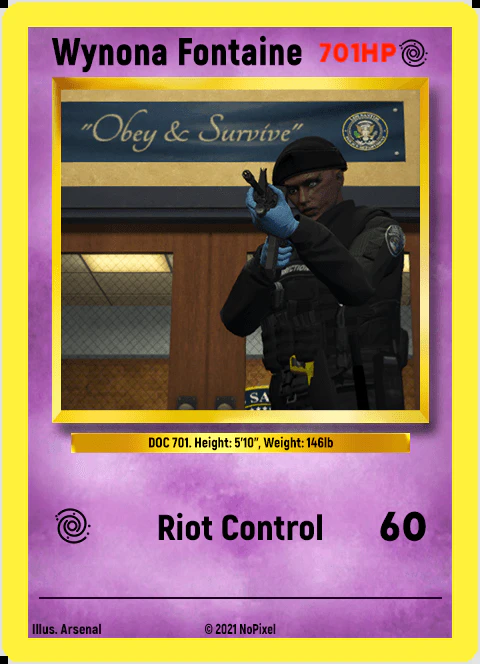 Wynona Fontaine 701HP
"Obey & Survive"
SA
DOC 701. Height: 5'10", Weight: 146lb
Riot Control 60
Illus. Arsenal © 2021 NoPixel